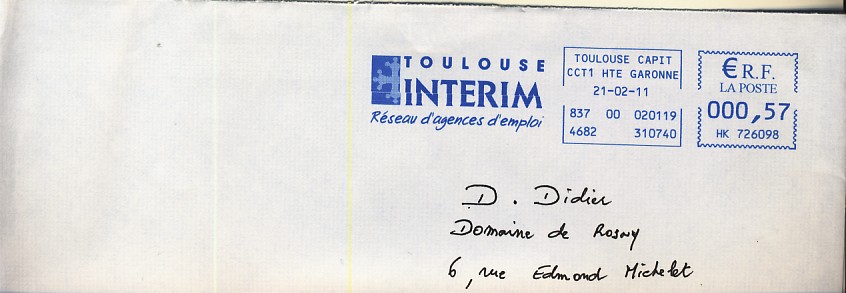 TOULOUSE
INTERIM
Réseau d'agences d'emploi
TOULOUSE CAPIT
CCT1 HTE GARONNE
21-02-11
837 00 020119
4682 310740
€ R.F.
LA POSTE
000,57
HK 726098
D. Didier
Domaine de Rosny
6, rue Edmond Michelet